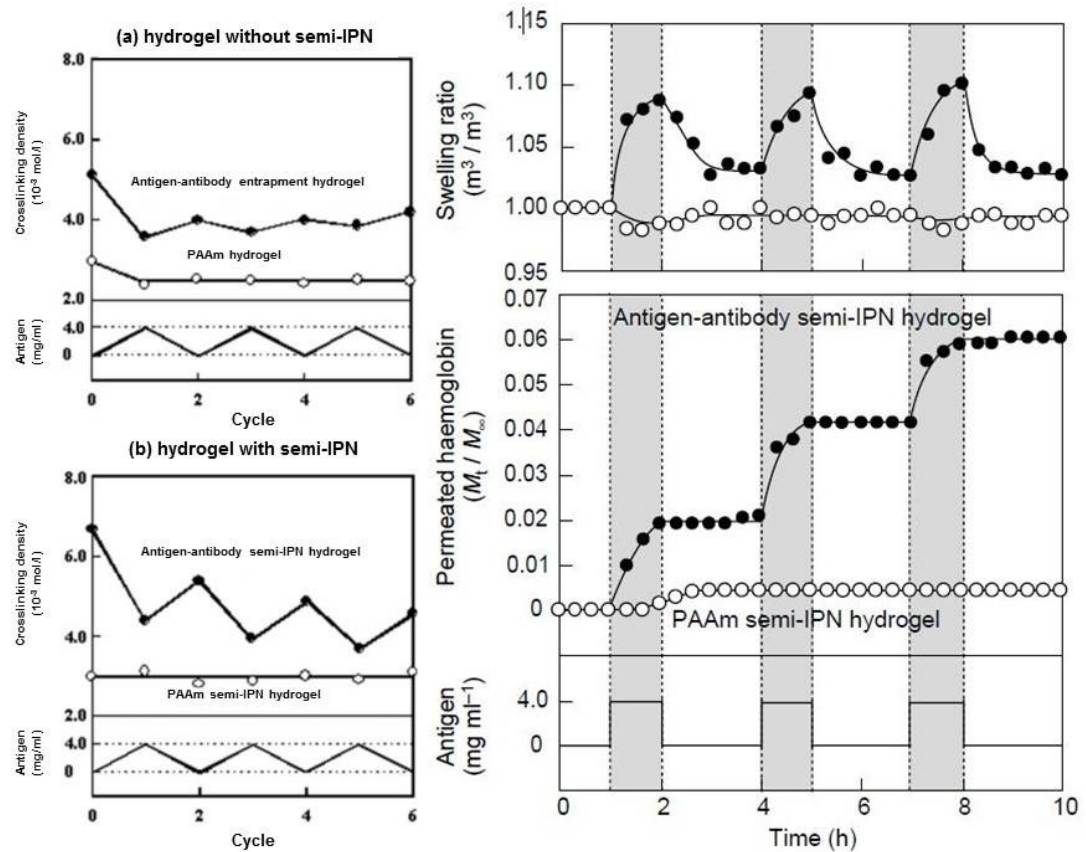 (a) hydrogel without semi-IPN
8.0
6.0
4.0
2.0
4.0
0
Crosslinking density
(10⁻³ mol/l)
Antigen
(mg/ml)
Antigen-antibody entrapment hydrogel
PAAm hydrogel
0 2 4 6
Cycle
(b) hydrogel with semi-IPN
8.0
6.0
4.0
2.0
4.0
0
Crosslinking density
(10⁻³ mol/l)
Antigen
(mg/ml)
Antigen-antibody semi-IPN hydrogel
PAAm semi-IPN hydrogel
0 2 4 6
Cycle
1.15
1.10
1.05
1.00
0.95
Swelling ratio
(m³ / m³)
0.07
0.06
0.05
0.04
0.03
0.02
0.01
0
Permeated haemoglobin
(Mt / M∞)
Antigen-antibody semi-IPN hydrogel
PAAm semi-IPN hydrogel
4.0
0
Antigen
(mg ml⁻¹)
0 2 4 6 8 10
Time (h)